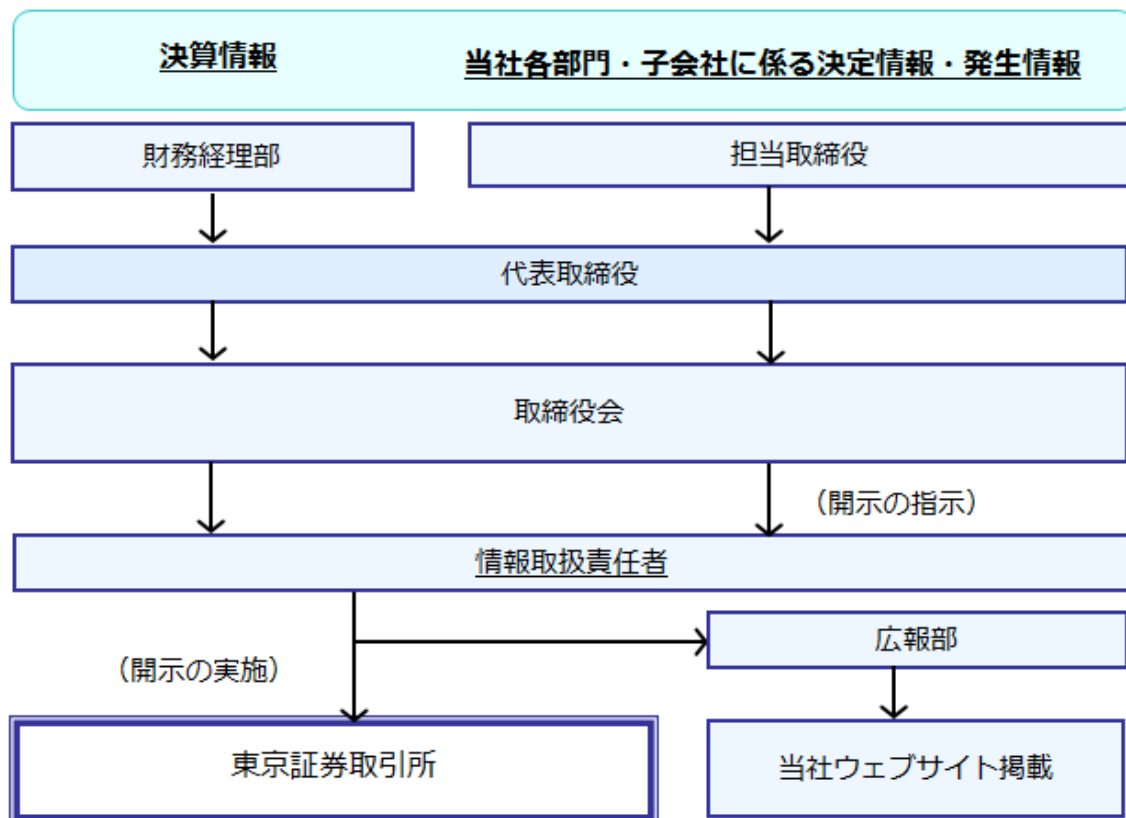 決算情報
当社各部門・子会社に係る決定情報・発生情報
財務経理部
担当取締役
代表取締役
取締役会
(開示の指示)
情報取扱責任者
広報部
(開示の実施)
東京証券取引所
当社ウェブサイト掲載